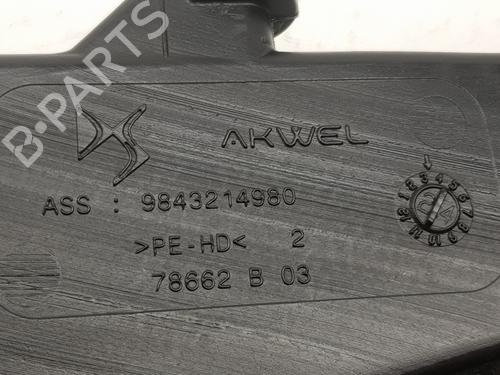 B-PARTS
AKWEL
ASS : 9843214980
>PE-HD< 2
78662 B 03